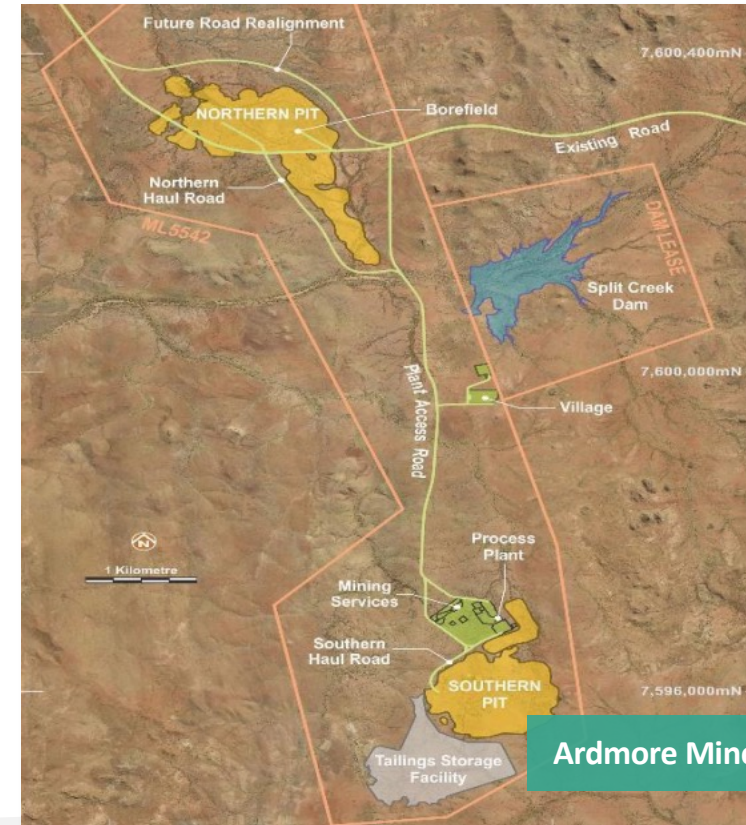 Future Road Realignment
7,600,400mN
NORTHERN PIT
Borefield
Existing Road
Northern
Haul Road
ML5542
DAM LEASE
Split Creek
Dam
7,600,000mN
Plant Access Road
Village
N
1 Kilometre
Process
Plant
Mining
Services
Southern
Haul Road
SOUTHERN
PIT
7,596,000mN
Tailings Storage
Facility
Ardmore Mine